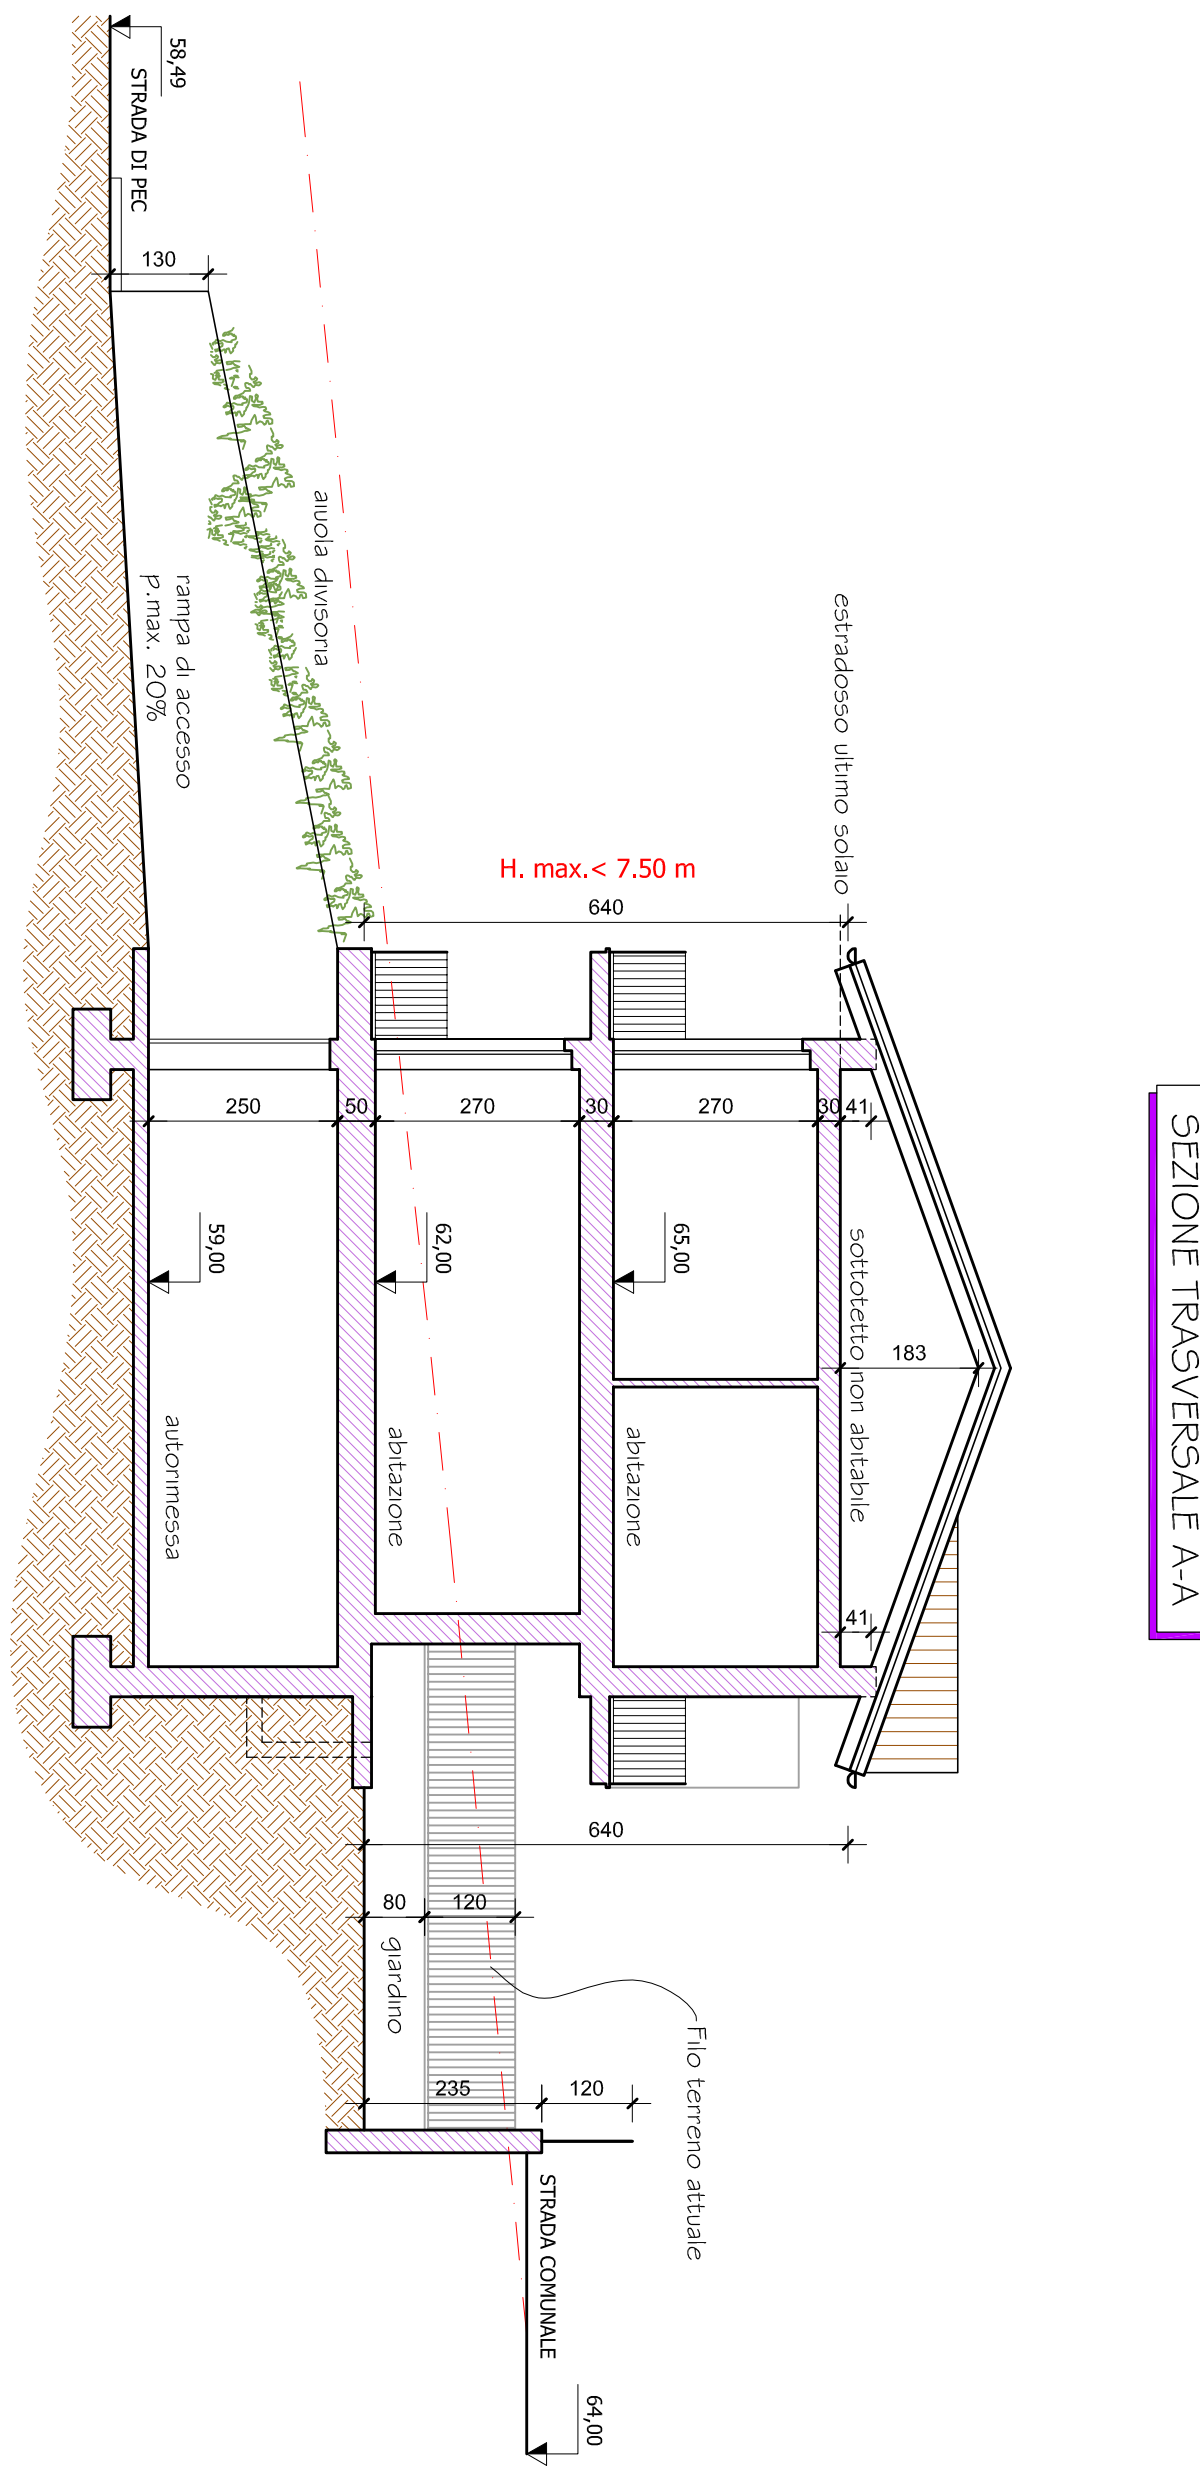 SEZIONE TRASVERSALE A-A
58,49
STRADA DI PEC
130
aiuola divisoria
rampa di accesso
p.max. 20%
estradosso ultimo solaio
H. max.< 7.50 m
640
250
50
270
30
270
30
41
59,00
62,00
65,00
sottotetto non abitabile
183
autorimessa
abitazione
abitazione
41
640
80
120
giardino
235
120
Filo terreno attuale
STRADA COMUNALE
64,00